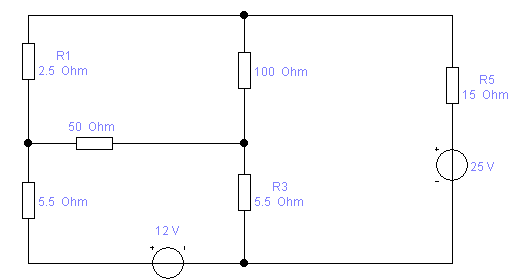 R1
2.5 Ohm
100 Ohm
R5
15 Ohm
50 Ohm
+
25 V
-
5.5 Ohm
R3
5.5 Ohm
12 V
+